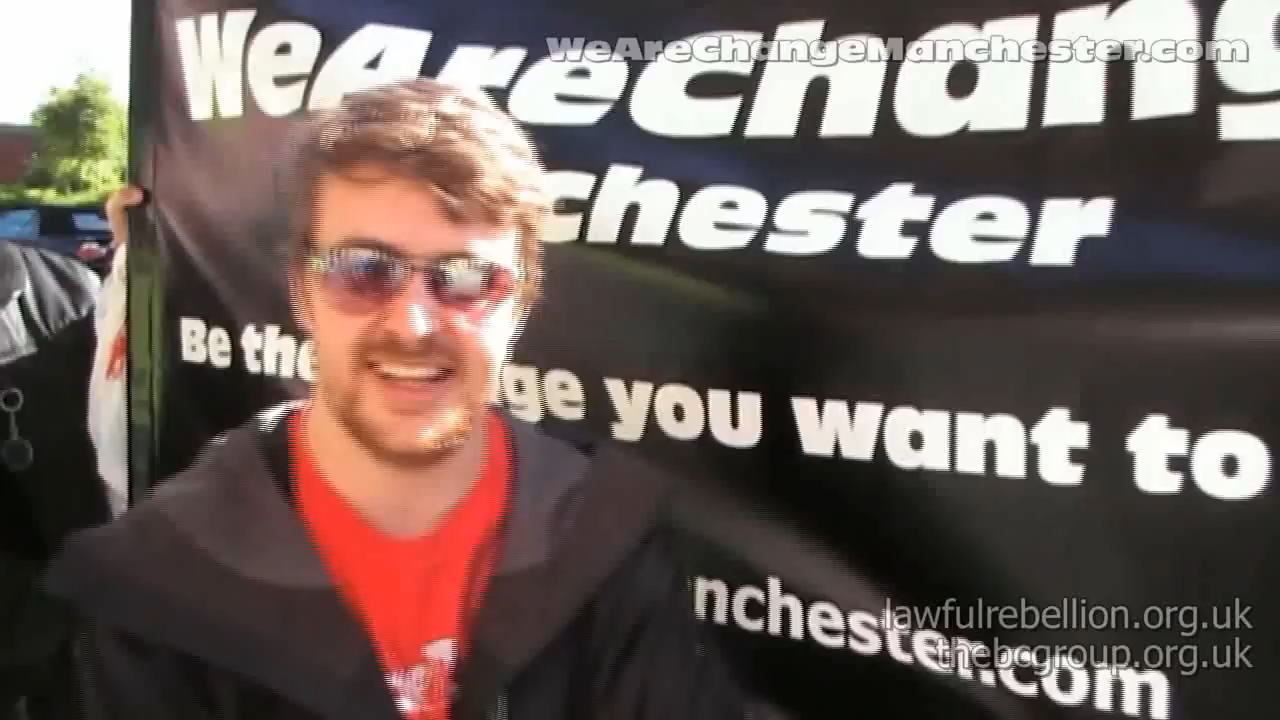 WeAreChangeManchester.com
WeArechang
chester
Be the ge you want to
nchester.com
lawfulrebellion.org.uk
thebcgroup.org.uk